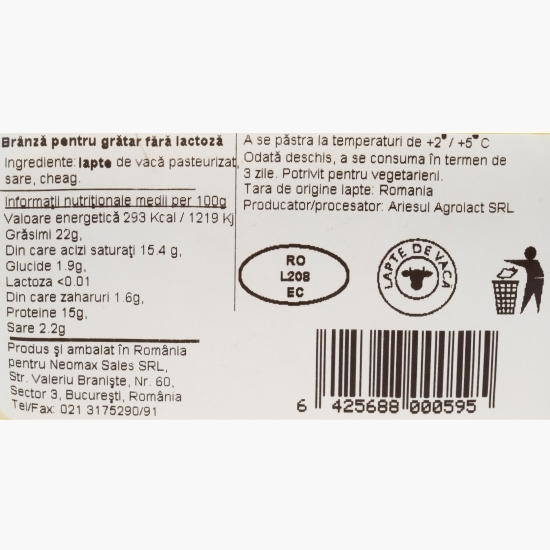 Brânză pentru grătar fără lactoză
Ingrediente: lapte de vacă pasteurizat,
sare, cheag.
Informații nutriționale medii per 100g
Valoare energetică 293 Kcal / 1219 Kj
Grăsimi 22g,
Din care acizi saturați 15.4 g,
Glucide 1.9g,
Lactoza <0.01
Din care zaharuri 1.6g,
Proteine 15g,
Sare 2.2g
Produs și ambalat în România
pentru Neomax Sales SRL,
Str. Valeriu Braniște, Nr. 60,
Sector 3, București, România
Tel/Fax: 021 3175290/91
A se păstra la temperaturi de +2°/ +5°C
Odată deschis, a se consuma în termen de
3 zile. Potrivit pentru vegetarieni.
Tara de origine lapte: Romania
Producator/procesator: Ariesul Agrolact SRL
RO
L208
EC
LAPTE DE VACĂ
6 425688 000595